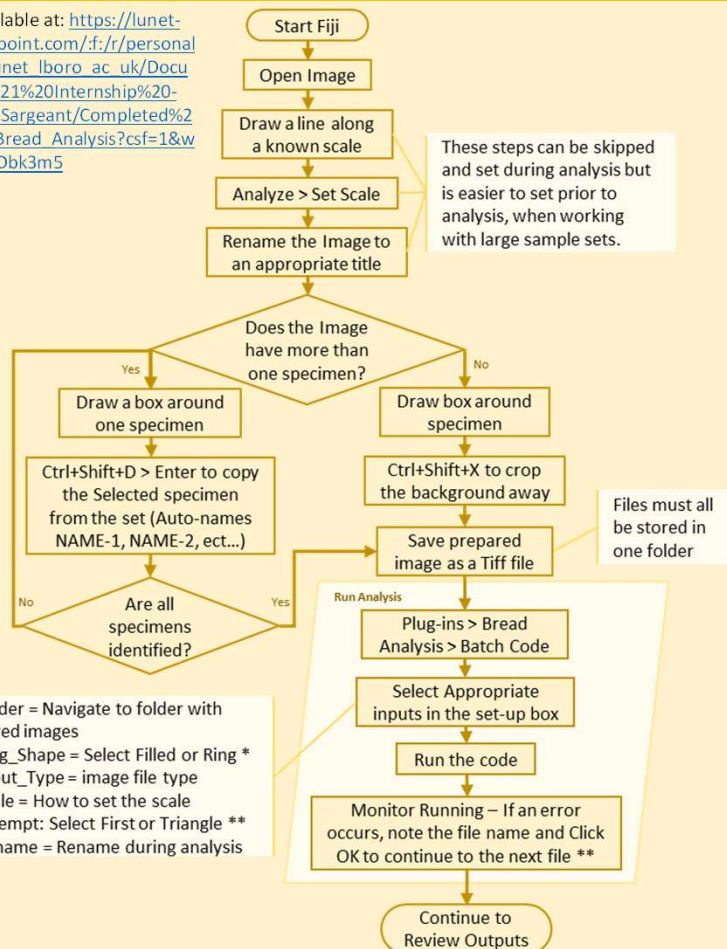 lable at: https://lunet-
point.com/:f:/r/personal
unet_lboro_ac_uk/Docu
21%20Internship%20-
Sargeant/Completed%2
Bread_Analysis?csf=1&w
Dbk3m5
Start Fiji
Open Image
Draw a line along
a known scale
Analyze > Set Scale
Rename the Image to
an appropriate title
These steps can be skipped
and set during analysis but
is easier to set prior to
analysis, when working
with large sample sets.
Does the Image
have more than
one specimen?
Yes
No
Draw a box around
one specimen
Ctrl+Shift+D > Enter to copy
the Selected specimen
from the set (Auto-names
NAME-1, NAME-2, ect...)
Are all
specimens
identified?
No
Yes
Draw box around
specimen
Ctrl+Shift+X to crop
the background away
Save prepared
image as a Tiff file
Files must all
be stored in
one folder
Run Analysis
Plug-ins > Bread
Analysis > Batch Code
Select Appropriate
inputs in the set-up box
Run the code
Monitor Running – If an error
occurs, note the file name and Click
OK to continue to the next file **
Continue to
Review Outputs
der = Navigate to folder with
red images
g_Shape = Select Filled or Ring *
ut_Type = image file type
le = How to set the scale
empt: Select First or Triangle **
name = Rename during analysis